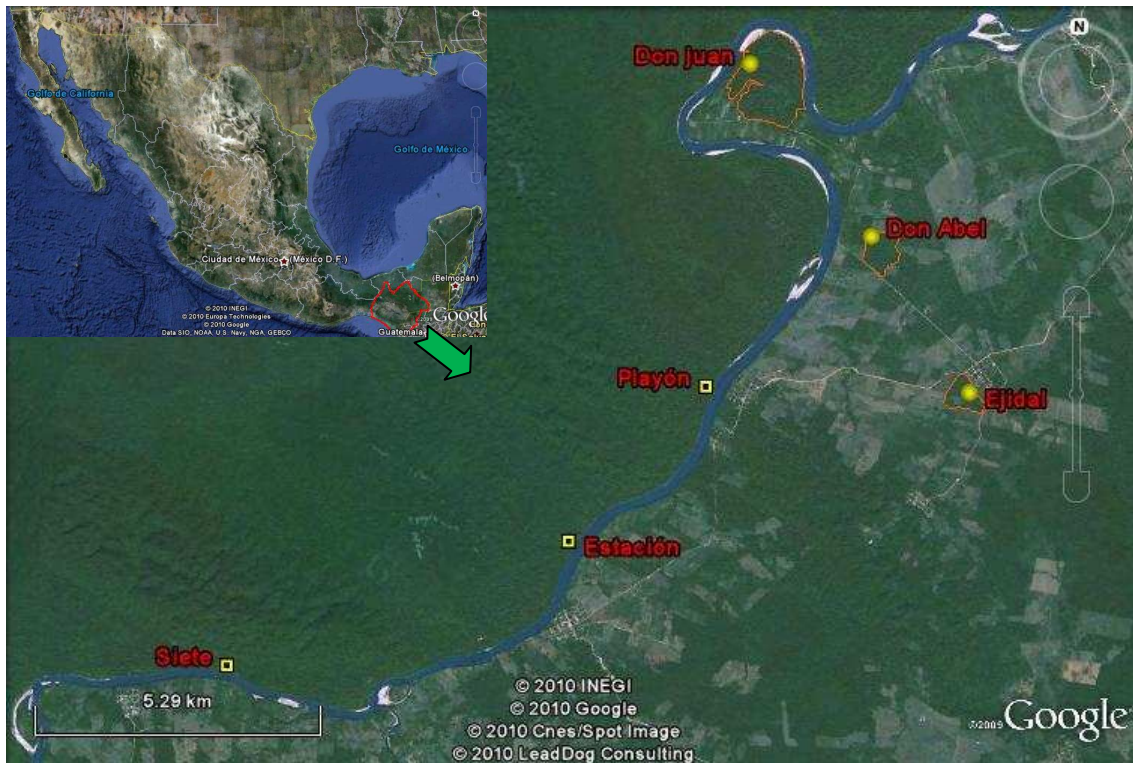 Golfo de California
Golfo de México
Ciudad de México (México D.F.)
(Belmopán)
© 2010 INEGI
© 2010 Europa Technologies
© 2010 Google
Data SIO, NOAA, U.S. Navy, NGA, GEBCO
Guatemala
Google
N
Don juan
Don Abel
Playón
Ejidal
Estación
Siete
5.29 km
© 2010 INEGI
© 2010 Google
© 2010 Cnes/Spot Image
© 2010 LeadDog Consulting
©2009 Google